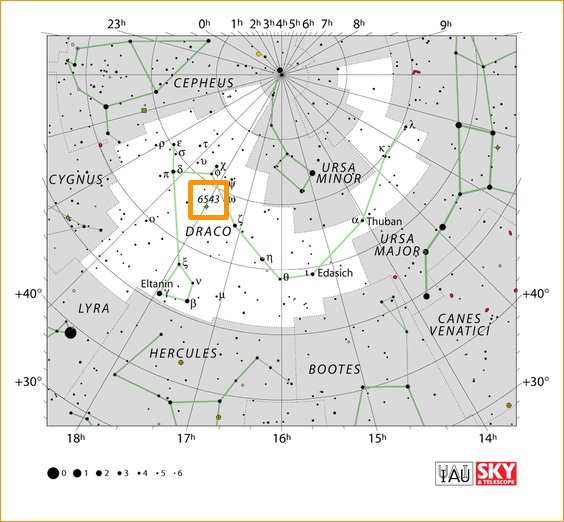 23h 0h 1h 2h 3h 4h 5h 6h 7h 8h 9h
CEPHEUS
λ
ρ ε τ
σ
κ
υ χ
π δ φ
URSA
MINOR
CYGNUS
ψ
6543 ω
ο ζ α Thuban
DRACO
URSA
MAJOR
η
ξ
θ Edasich
Eltanin ν
γ β μ
+40° +40°
LYRA
CANES
VENATICI
HERCULES
BOOTES
+30° +30°
18h 17h 16h 15h 14h
0 1 2 3 4 5 6
IAU
SKY
& TELESCOPE